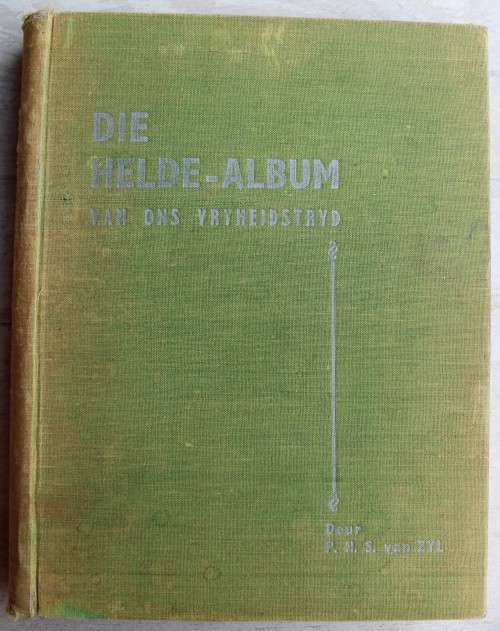 DIE
HELDE-ALBUM
VAN ONS VRYHEIDSTRYD
Deur
P. H. S. van ZYL